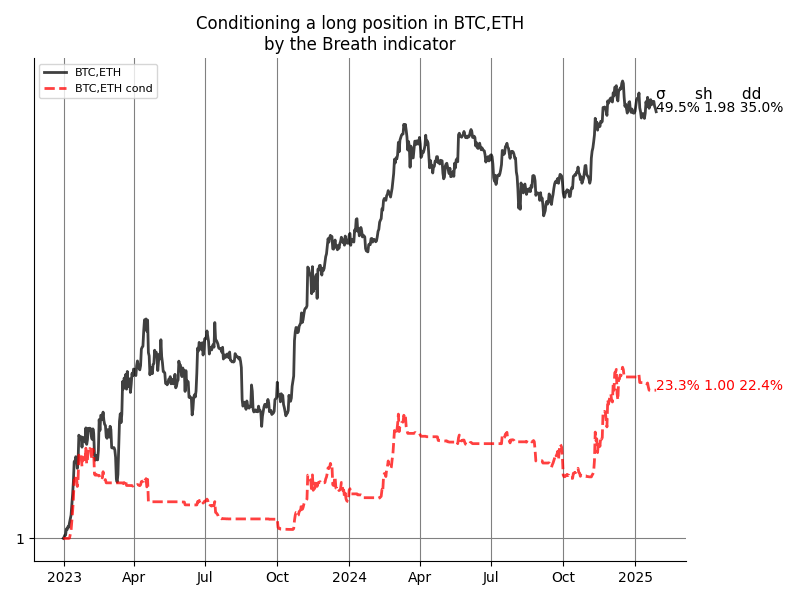 Conditioning a long position in BTC,ETH
by the Breath indicator
BTC,ETH
BTC,ETH cond
σ sh dd
49.5% 1.98 35.0%
23.3% 1.00 22.4%
1
2023 Apr Jul Oct 2024 Apr Jul Oct 2025